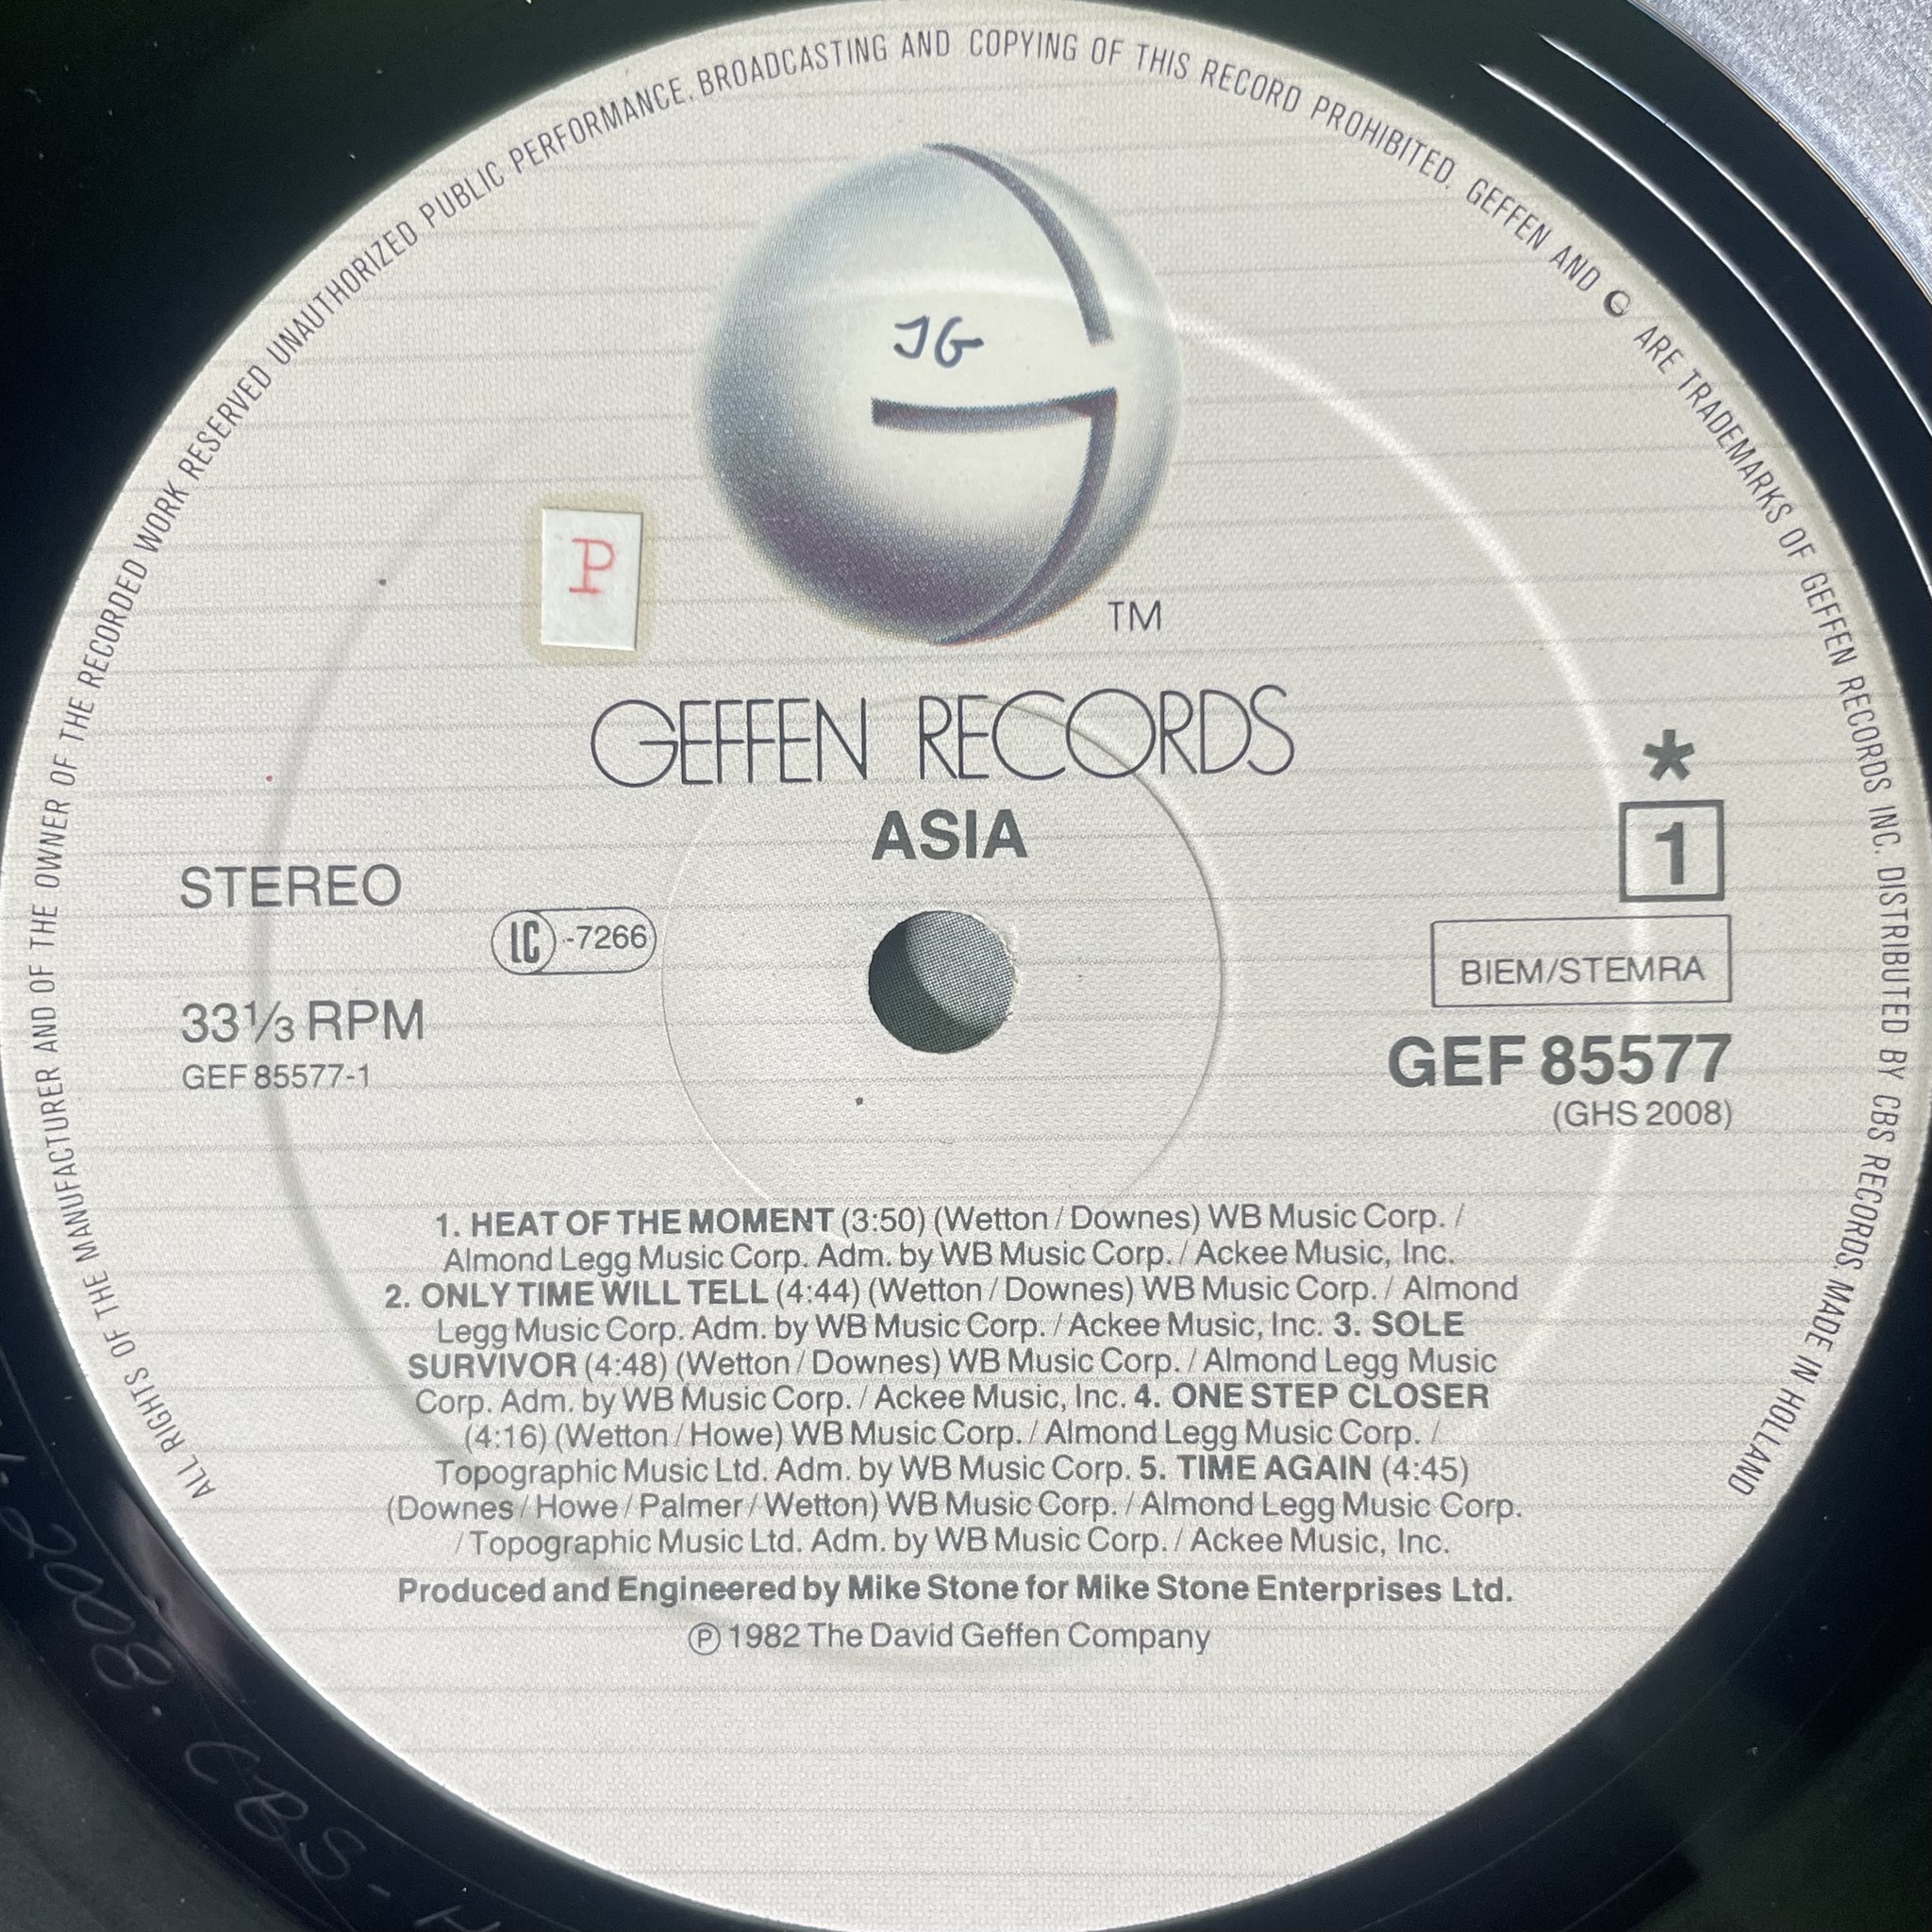 ALL RIGHTS OF THE MANUFACTURER AND OF THE OWNER OF THE RECORDED WORK RESERVED UNAUTHORIZED PUBLIC PERFORMANCE. BROADCASTING AND COPYING OF THIS RECORD PROHIBITED. GEFFEN AND G ARE TRADEMARKS OF GEFFEN RECORDS INC. DISTRIBUTED BY CBS RECORDS. MADE IN HOLLAND
JG
P
TM
GEFFEN RECORDS
ASIA
*
1
STEREO
LC -7266
BIEM/STEMRA
33⅓ RPM
GEF 85577
GEF 85577-1
(GHS 2008)
1. HEAT OF THE MOMENT (3:50) (Wetton / Downes) WB Music Corp. /
Almond Legg Music Corp. Adm. by WB Music Corp. / Ackee Music, Inc.
2. ONLY TIME WILL TELL (4:44) (Wetton / Downes) WB Music Corp. / Almond
Legg Music Corp. Adm. by WB Music Corp. / Ackee Music, Inc. 3. SOLE
SURVIVOR (4:48) (Wetton / Downes) WB Music Corp. / Almond Legg Music
Corp. Adm. by WB Music Corp. / Ackee Music, Inc. 4. ONE STEP CLOSER
(4:16) (Wetton / Howe) WB Music Corp. / Almond Legg Music Corp. /
Topographic Music Ltd. Adm. by WB Music Corp. 5. TIME AGAIN (4:45)
(Downes / Howe / Palmer / Wetton) WB Music Corp. / Almond Legg Music Corp.
/ Topographic Music Ltd. Adm. by WB Music Corp. / Ackee Music, Inc.
Produced and Engineered by Mike Stone for Mike Stone Enterprises Ltd.
℗ 1982 The David Geffen Company
2008. CBS-H